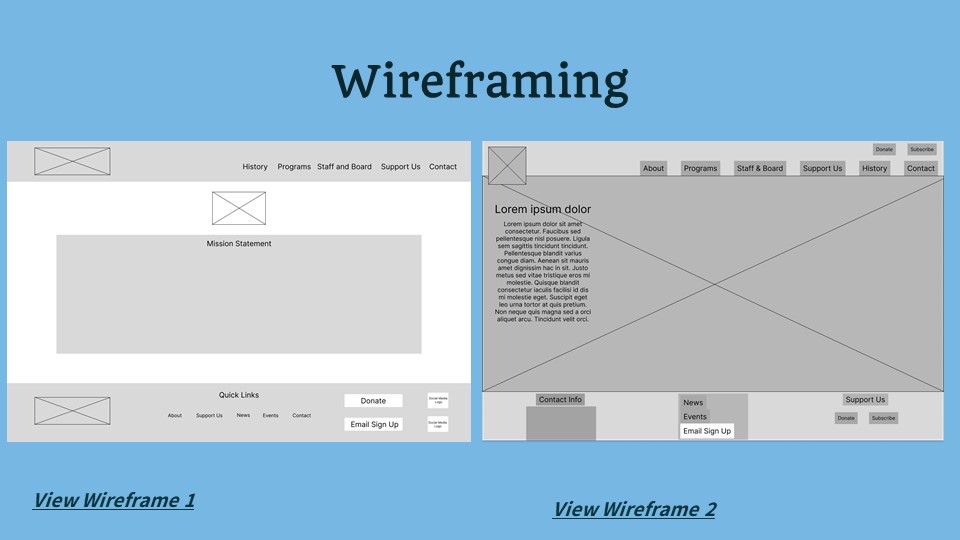 Wireframing
History Programs Staff and Board Support Us Contact
Mission Statement
Quick Links
About Support Us News Events Contact
Donate
Email Sign Up
Social Media
Logo
Social Media
Logo
Donate Subscribe
About Programs Staff & Board Support Us History Contact
Lorem ipsum dolor
Lorem ipsum dolor sit amet
consectetur. Faucibus sed
pellentesque nisl posuere. Ligula
sem sagittis tincidunt tincidunt.
Pellentesque blandit varius
congue diam. Aenean sit mauris
amet dignissim hac in sit. Justo
metus sed vitae tristique eros mi
molestie. Quisque blandit
consectetur iaculis facilisi id dis
mi molestie eget. Suscipit eget
leo urna tortor at quis pretium.
Non neque quis magna sed a orci
aliquet arcu. Tincidunt velit orci.
Contact Info
News
Events
Email Sign Up
Support Us
Donate Subscribe
View Wireframe 1
View Wireframe 2